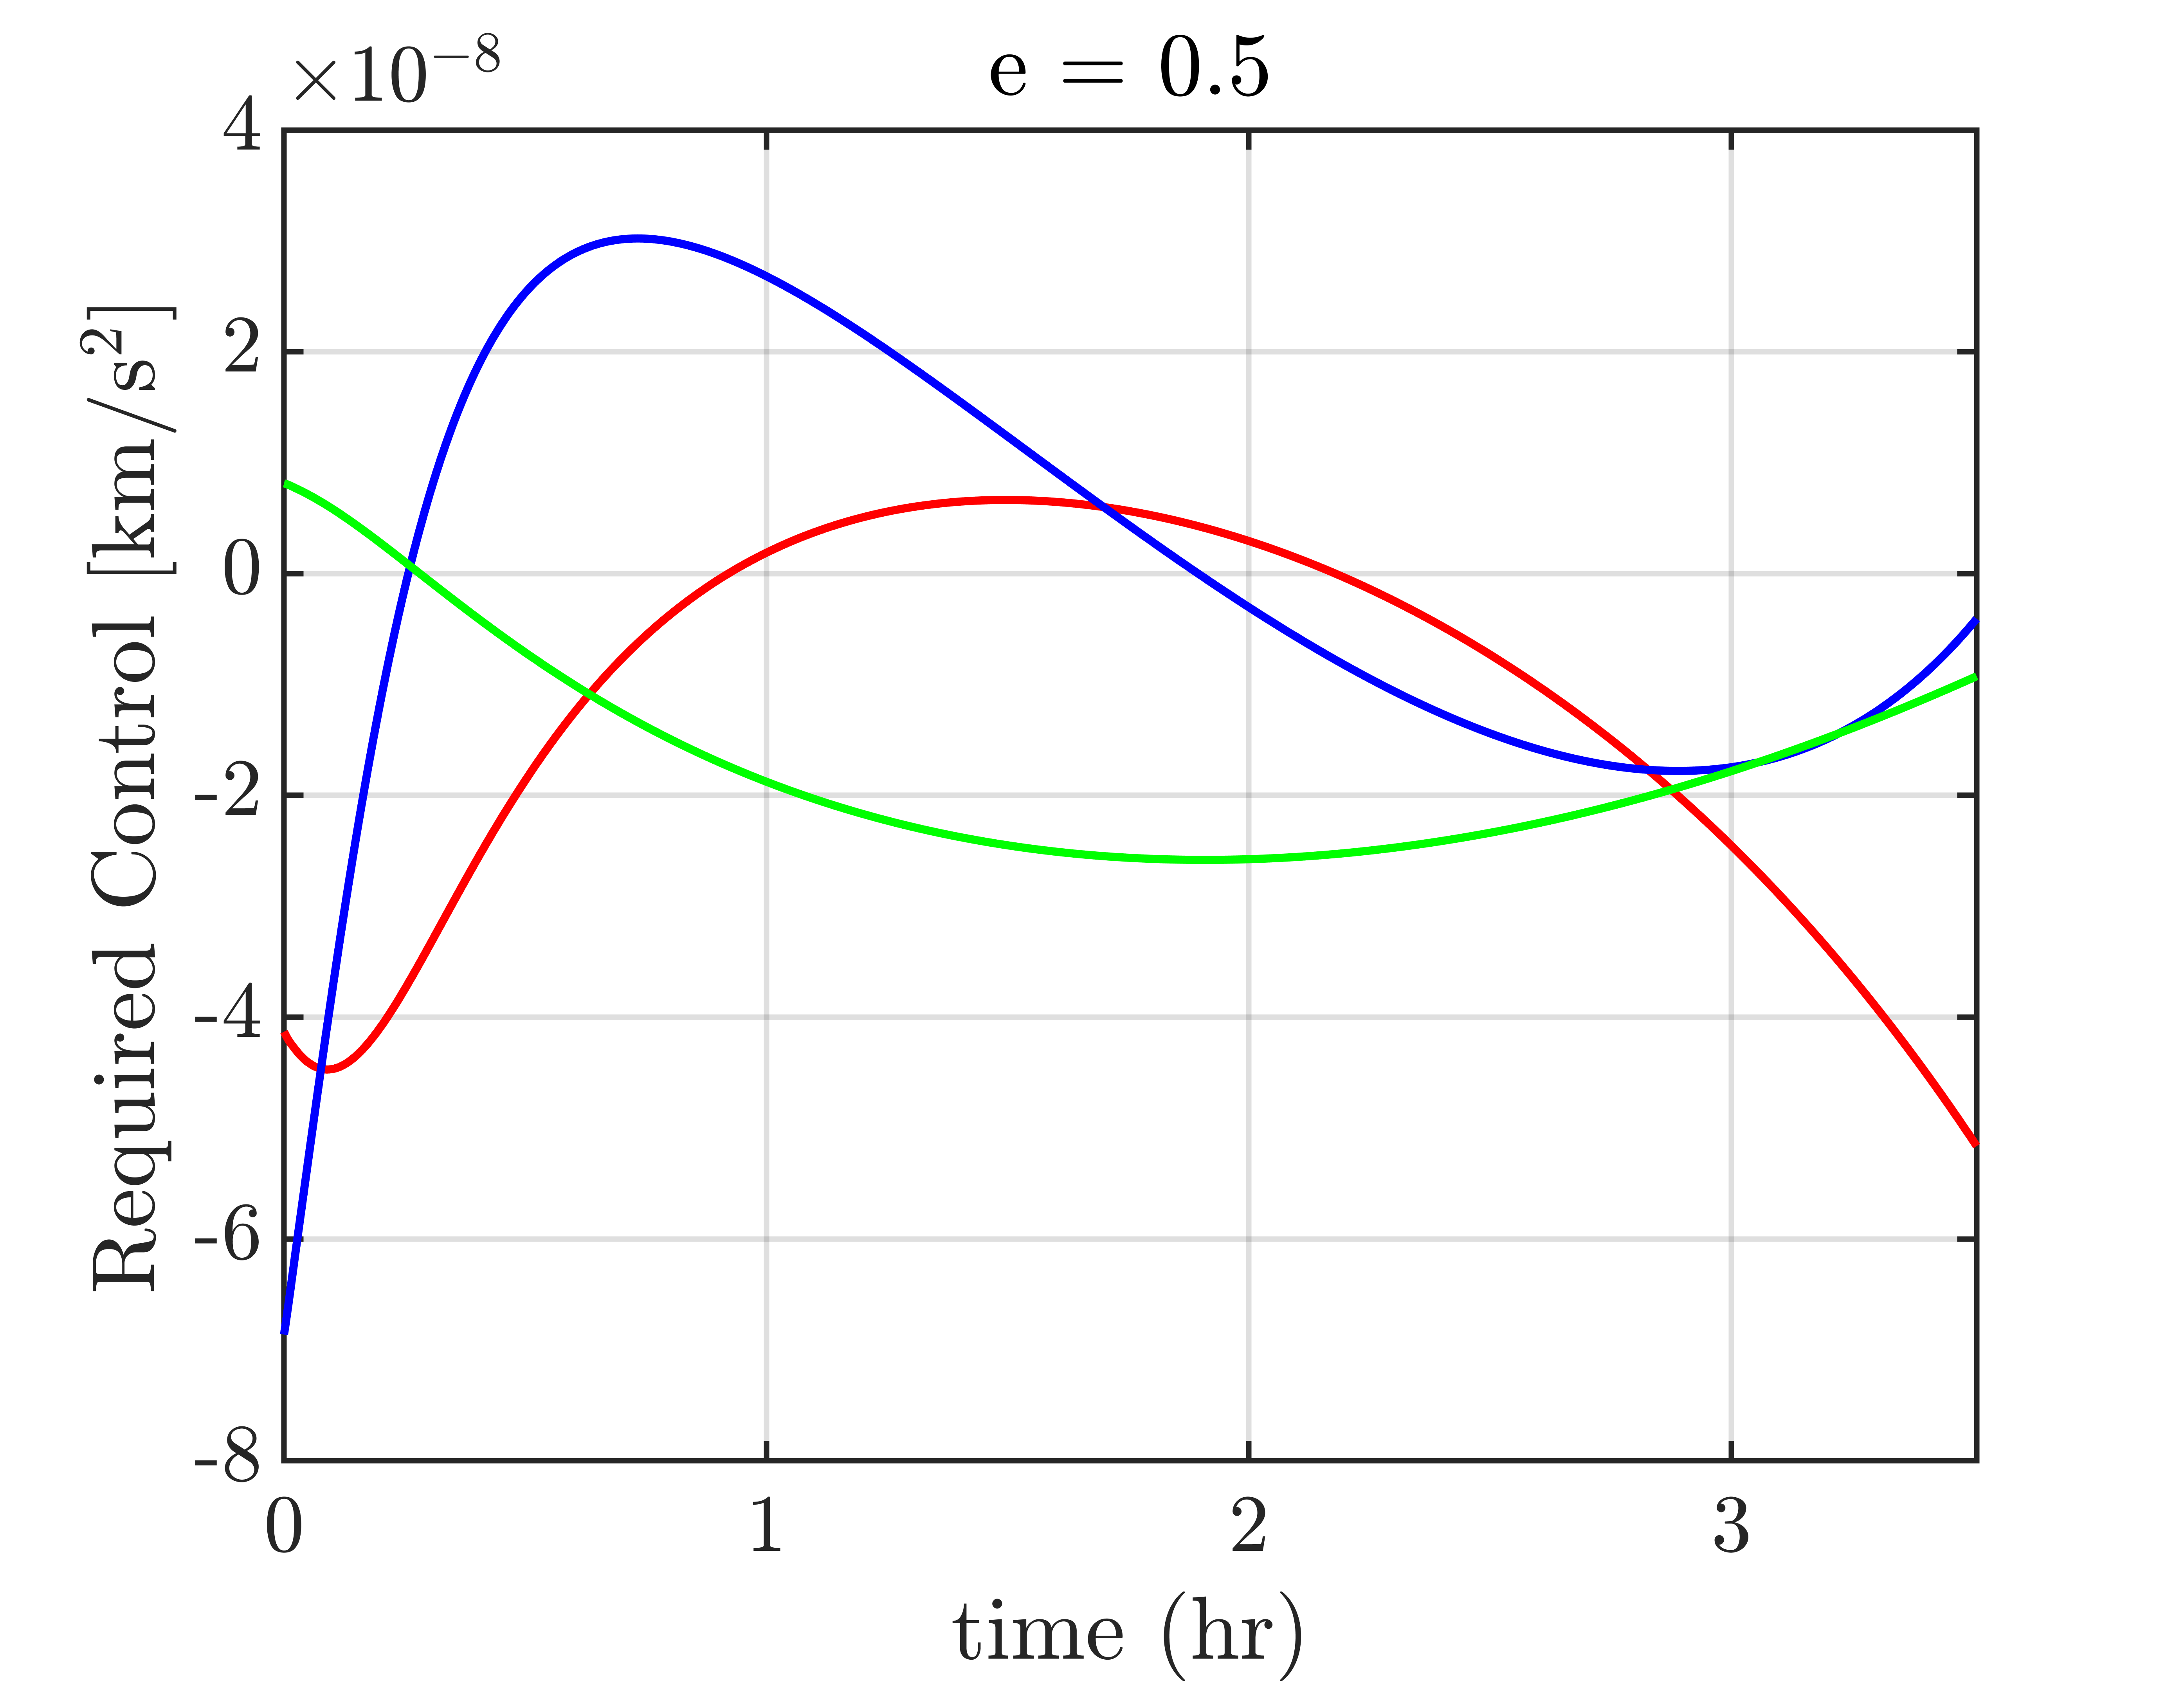 ×10⁻⁸
e = 0.5
4
2
0
-2
-4
-6
-8
Required Control [km/s²]
0 1 2 3
time (hr)